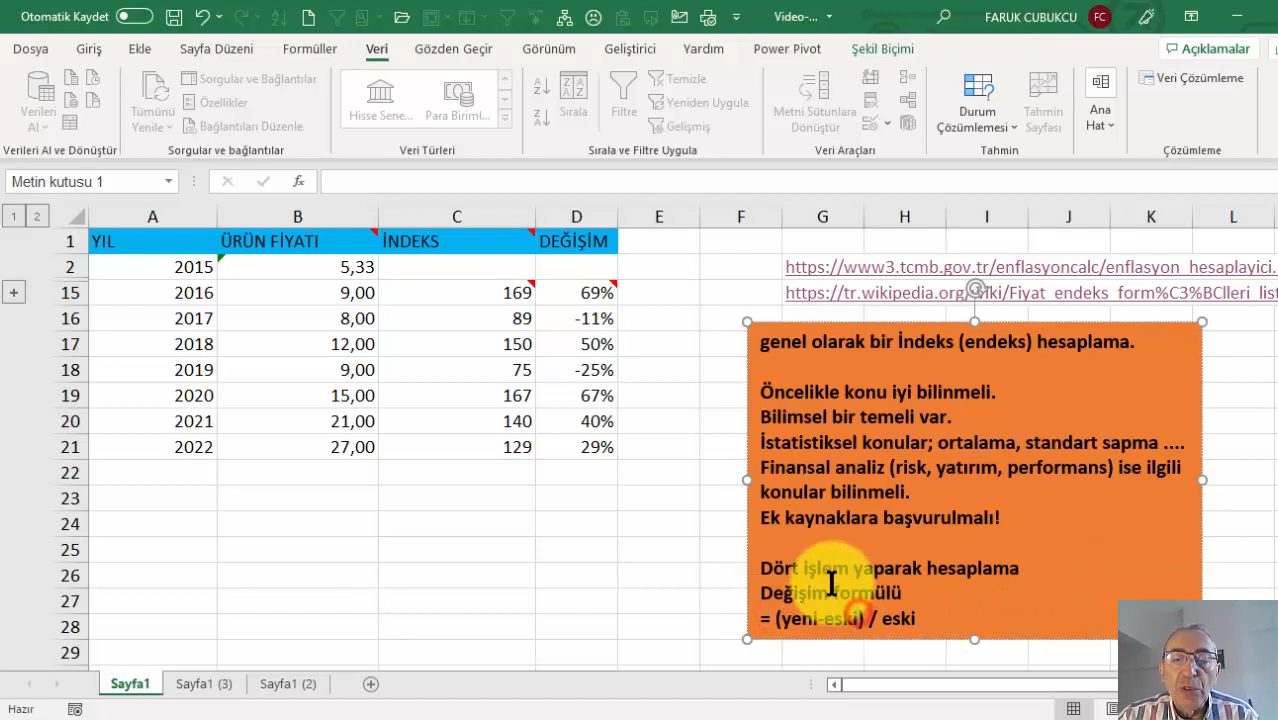 Otomatik Kaydet
Video-...
FARUK CUBUKCU
FC
Dosya
Giriş
Ekle
Sayfa Düzeni
Formüller
Veri
Gözden Geçir
Görünüm
Geliştirici
Yardım
Power Pivot
Şekil Biçimi
Açıklamalar
Verileri Al
Tümünü Yenile
Sorgular ve Bağlantılar
Özellikler
Bağlantıları Düzenle
Hisse Sene...
Para Biriml...
Sırala
Filtre
Temizle
Yeniden Uygula
Gelişmiş
Metni Sütunlara Dönüştür
Durum Çözümlemesi
Tahmin Sayfası
Ana Hat
Veri Çözümleme
Verileri Al ve Dönüştür
Sorgular ve bağlantılar
Veri Türleri
Sırala ve Filtre Uygula
Veri Araçları
Tahmin
Çözümleme
Metin kutusu 1
fx
1 2
A B C D E F G H I J K L
1 YIL ÜRÜN FİYATI İNDEKS DEĞİŞİM
2 2015 5,33
https://www3.tcmb.gov.tr/enflasyoncalc/enflasyon_hesaplayici.
15 2016 9,00 169 69%
https://tr.wikipedia.org/wiki/Fiyat_endeks_form%C3%BClleri_list
16 2017 8,00 89 -11%
17 2018 12,00 150 50%
18 2019 9,00 75 -25%
19 2020 15,00 167 67%
20 2021 21,00 140 40%
21 2022 27,00 129 29%
22
23
24
25
26
27
28
29
genel olarak bir İndeks (endeks) hesaplama.
Öncelikle konu iyi bilinmeli.
Bilimsel bir temeli var.
İstatistiksel konular; ortalama, standart sapma ....
Finansal analiz (risk, yatırım, performans) ise ilgili
konular bilinmeli.
Ek kaynaklara başvurulmalı!
Dört işlem yaparak hesaplama
Değişim formülü
= (yeni-eski) / eski
Sayfa1
Sayfa1 (3)
Sayfa1 (2)
Hazır